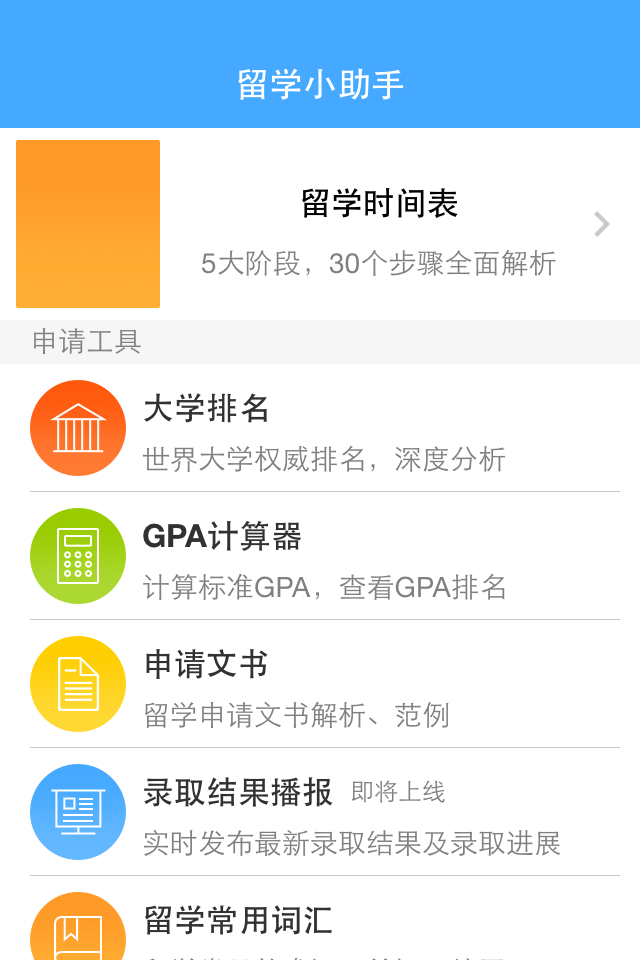 留学小助手
留学时间表
5大阶段，30个步骤全面解析
申请工具
大学排名
世界大学权威排名，深度分析
GPA计算器
计算标准GPA，查看GPA排名
申请文书
留学申请文书解析、范例
录取结果播报 即将上线
实时发布最新录取结果及录取进展
留学常用词汇